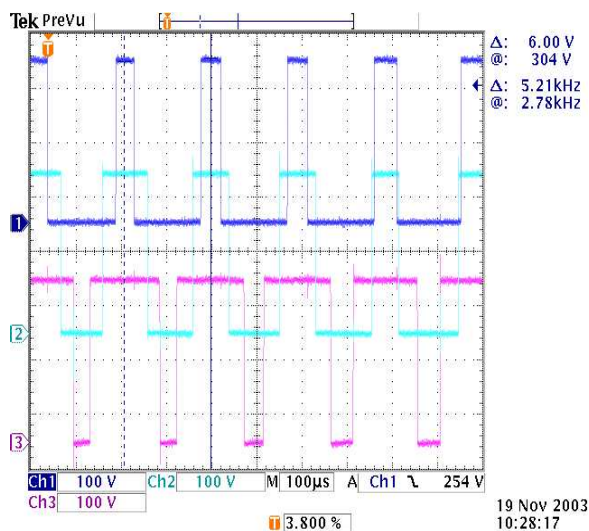 Tek PreVu
T
T
Δ: 6.00 V
@: 304 V
Δ: 5.21kHz
@: 2.78kHz
1
2
3
Ch1 100 V Ch2 100 V M 100µs A Ch1 254 V
Ch3 100 V
T 3.800 %
19 Nov 2003
10:28:17